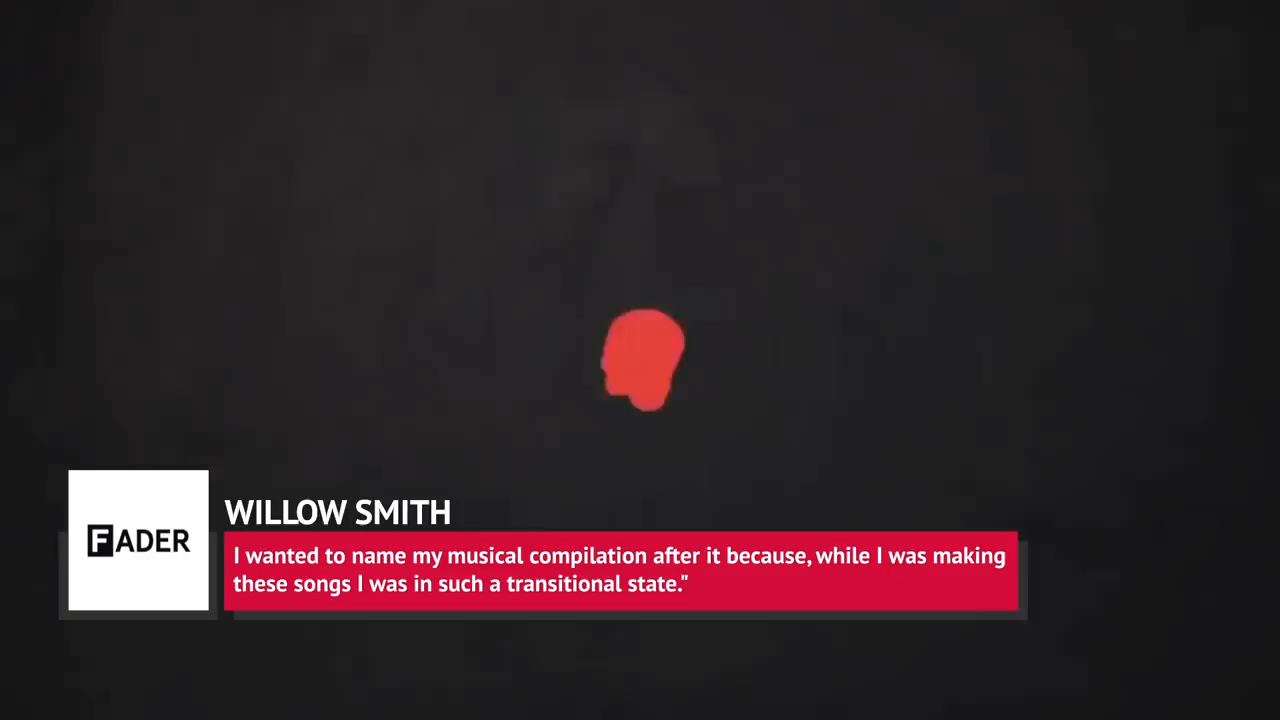 WILLOW SMITH
FADER
I wanted to name my musical compilation after it because, while I was making
these songs I was in such a transitional state."